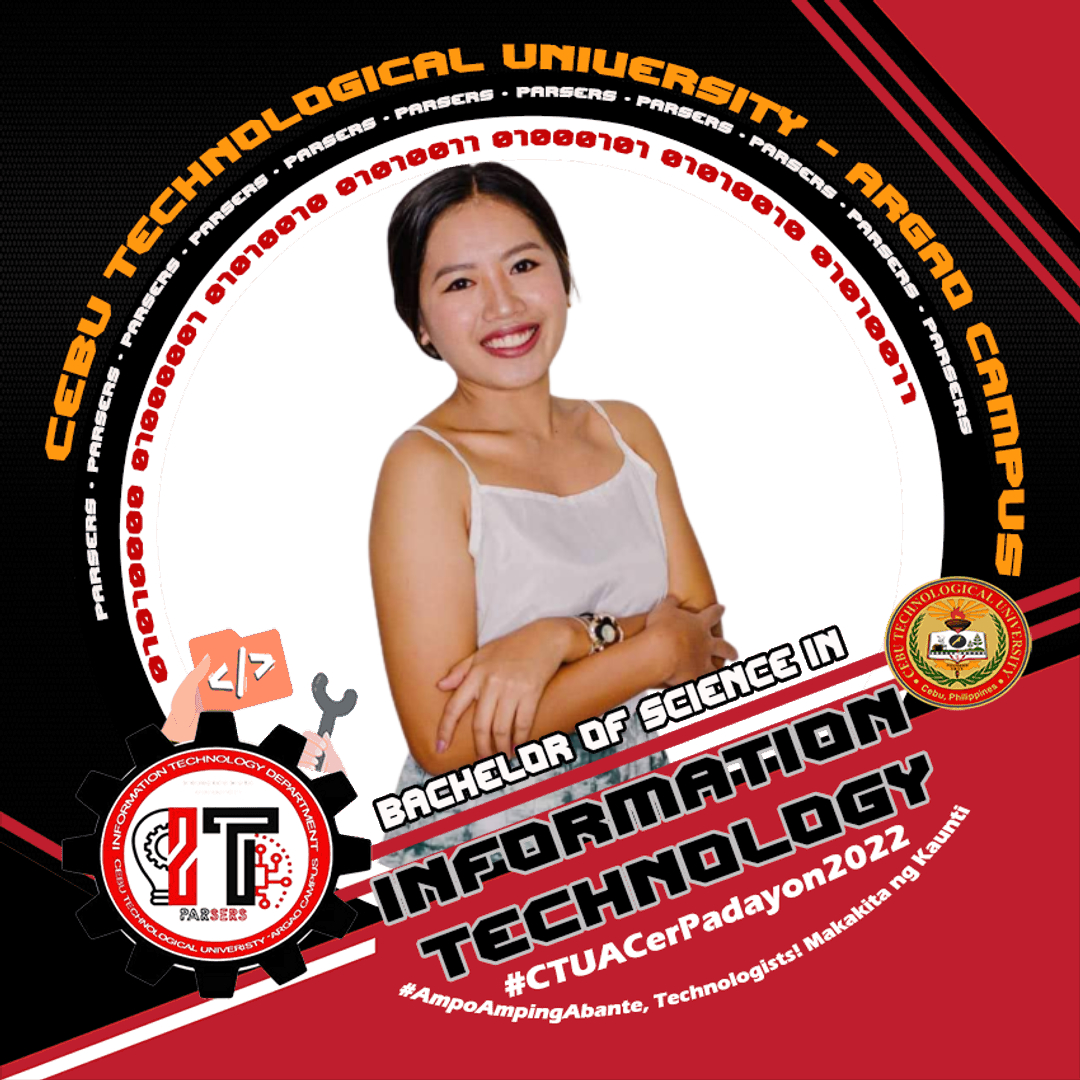 CEBU TECHNOLOGICAL UNIVERSITY - ARGAO CAMPUS
PARSERS · PARSERS · PARSERS · PARSERS · PARSERS · PARSERS · PARSERS · PARSERS · PARSERS · PARSERS · PARSERS
01010000 01000001 01010010 01010011 01000101 01010010 01010011
</>
CEBU TECHNOLOGICAL UNIVERSITY
Cebu, Philippines
BACHELOR OF SCIENCE IN
INFORMATION
TECHNOLOGY
INFORMATION TECHNOLOGY DEPARTMENT
IT
PARSERS
CEBU TECHNOLOGICAL UNIVERISTY -ARGAO CAMPUS
#CTUACerPadayon2022
#AmpoAmpingAbante, Technologists! Makakita ng Kaunti